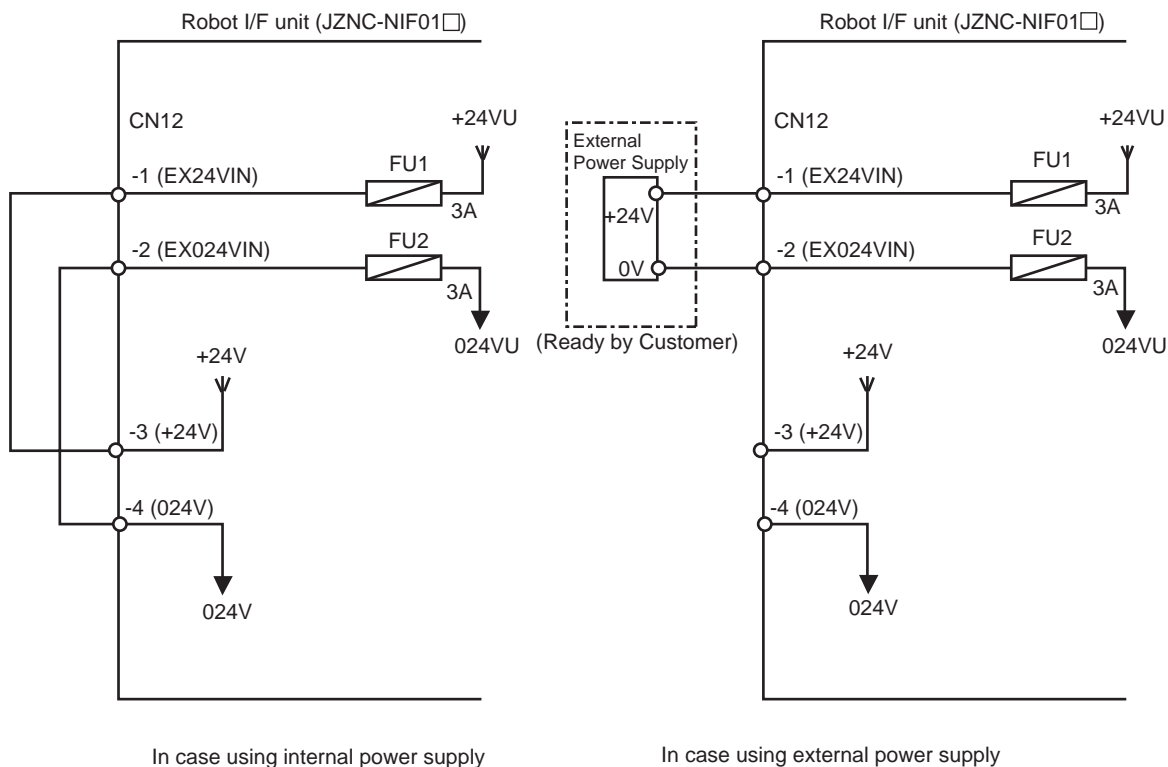 Robot I/F unit (JZNC-NIF01□)
CN12
+24VU
-1 (EX24VIN)
FU1
3A
-2 (EX024VIN)
FU2
3A
024VU
+24V
-3 (+24V)
-4 (024V)
024V
In case using internal power supply
Robot I/F unit (JZNC-NIF01□)
External
Power Supply
+24V
0V
(Ready by Customer)
CN12
+24VU
-1 (EX24VIN)
FU1
3A
-2 (EX024VIN)
FU2
3A
024VU
+24V
-3 (+24V)
-4 (024V)
024V
In case using external power supply